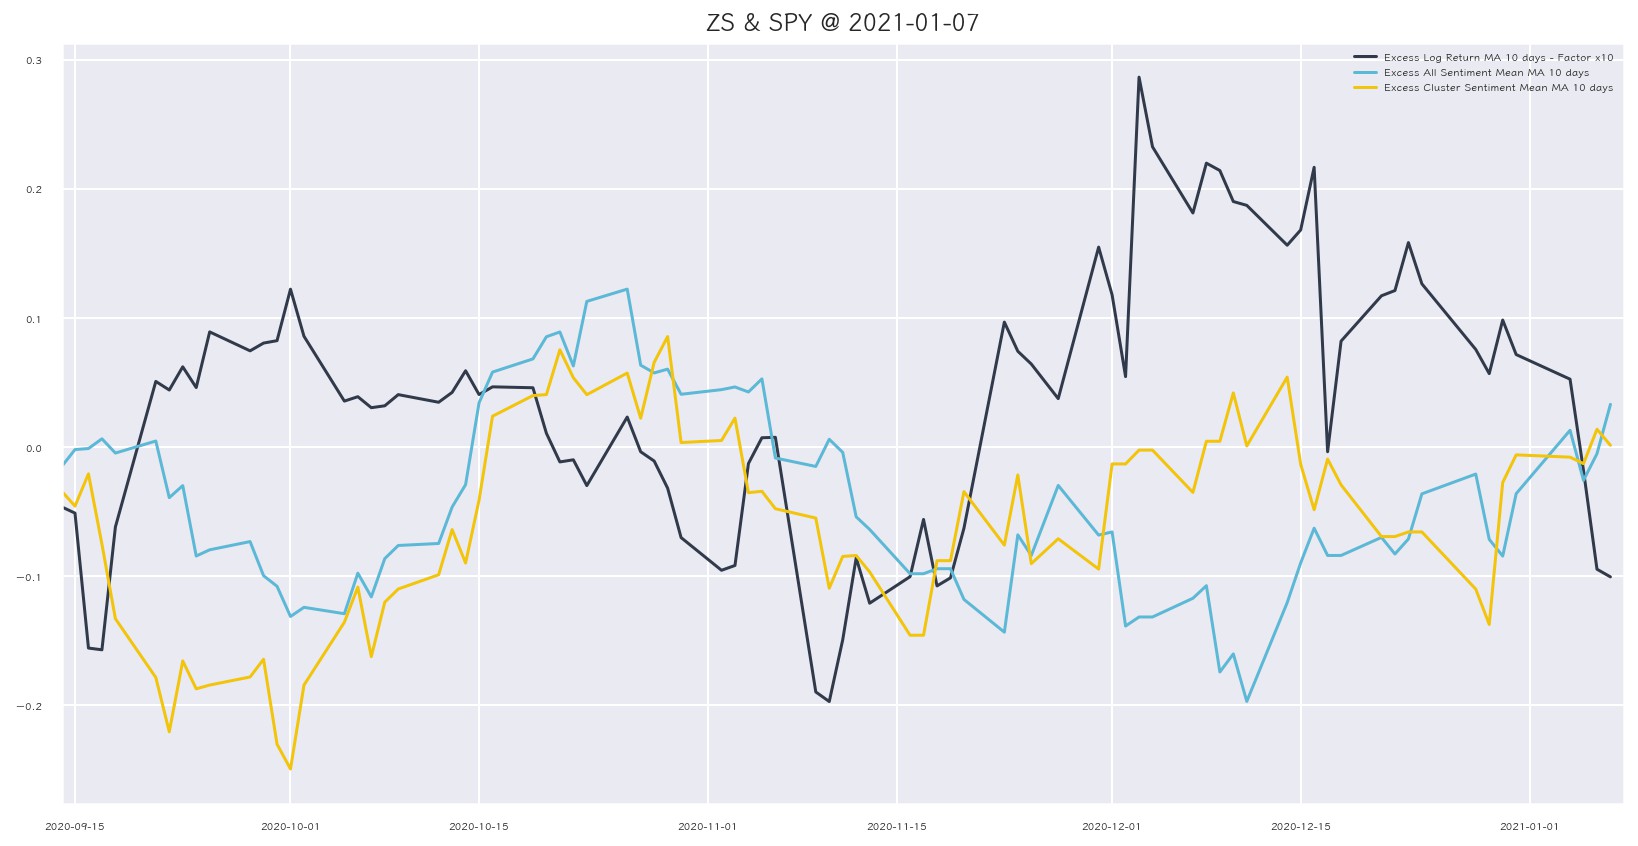 ZS & SPY @ 2021-01-07
Excess Log Return MA 10 days - Factor x10
Excess All Sentiment Mean MA 10 days
Excess Cluster Sentiment Mean MA 10 days
0.3
0.2
0.1
0.0
−0.1
−0.2
2020-09-15 2020-10-01 2020-10-15 2020-11-01 2020-11-15 2020-12-01 2020-12-15 2021-01-01